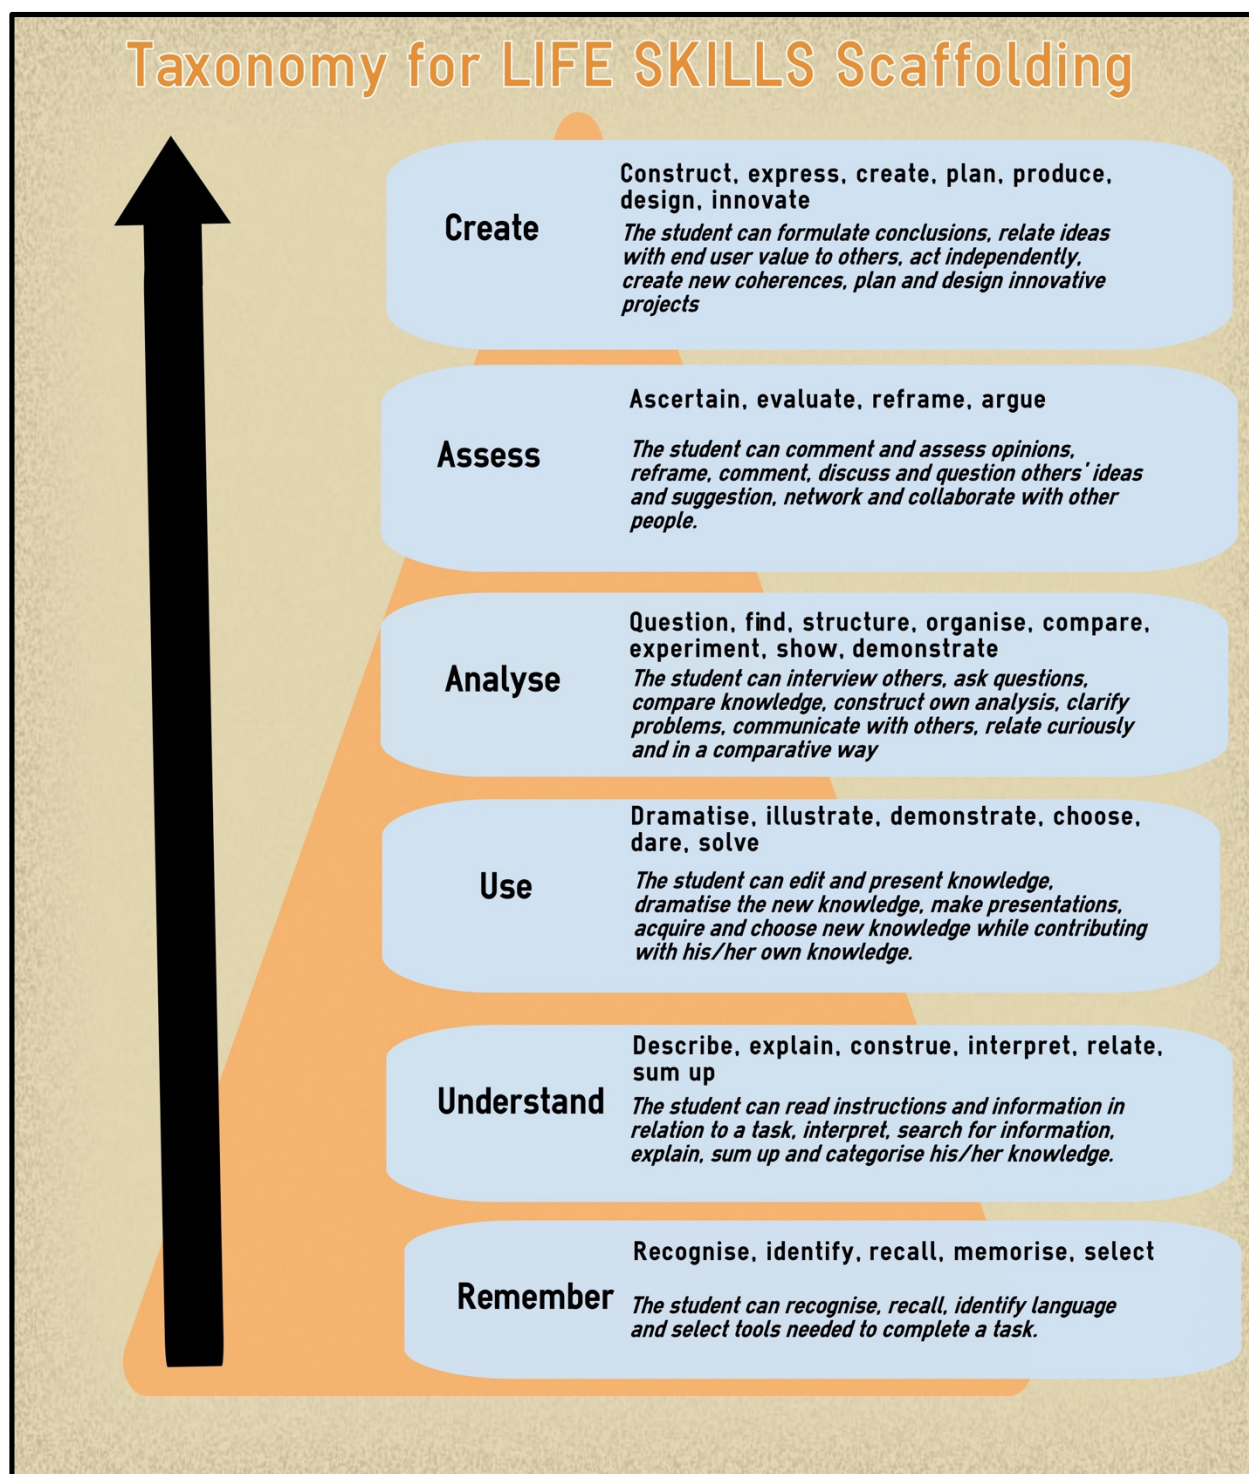 Taxonomy for LIFE SKILLS Scaffolding
Create
Construct, express, create, plan, produce,
design, innovate
The student can formulate conclusions, relate ideas
with end user value to others, act independently,
create new coherences, plan and design innovative
projects
Assess
Ascertain, evaluate, reframe, argue
The student can comment and assess opinions,
reframe, comment, discuss and question others' ideas
and suggestion, network and collaborate with other
people.
Analyse
Question, find, structure, organise, compare,
experiment, show, demonstrate
The student can interview others, ask questions,
compare knowledge, construct own analysis, clarify
problems, communicate with others, relate curiously
and in a comparative way
Use
Dramatise, illustrate, demonstrate, choose,
dare, solve
The student can edit and present knowledge,
dramatise the new knowledge, make presentations,
acquire and choose new knowledge while contributing
with his/her own knowledge.
Understand
Describe, explain, construe, interpret, relate,
sum up
The student can read instructions and information in
relation to a task, interpret, search for information,
explain, sum up and categorise his/her knowledge.
Remember
Recognise, identify, recall, memorise, select
The student can recognise, recall, identify language
and select tools needed to complete a task.